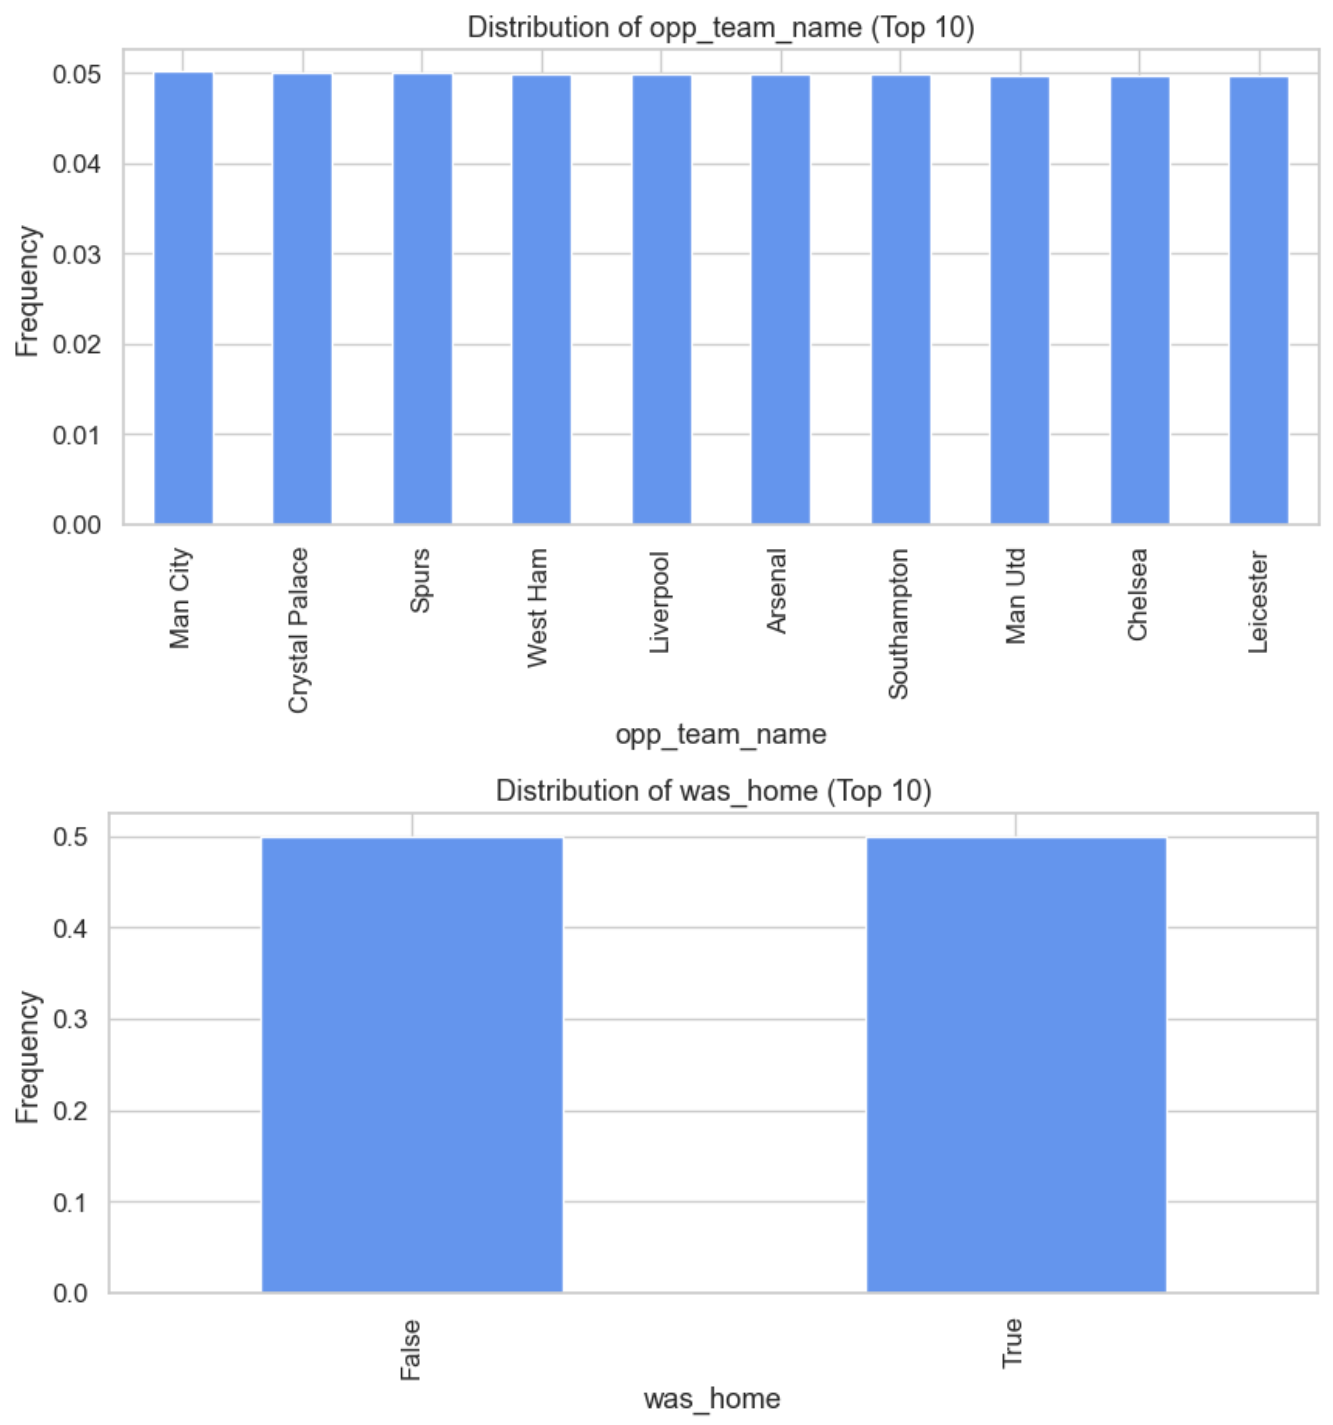 Distribution of opp_team_name (Top 10)
0.05
0.04
0.03
0.02
0.01
0.00
Frequency
Man City
Crystal Palace
Spurs
West Ham
Liverpool
Arsenal
Southampton
Man Utd
Chelsea
Leicester
opp_team_name
Distribution of was_home (Top 10)
0.5
0.4
0.3
0.2
0.1
0.0
Frequency
False
True
was_home